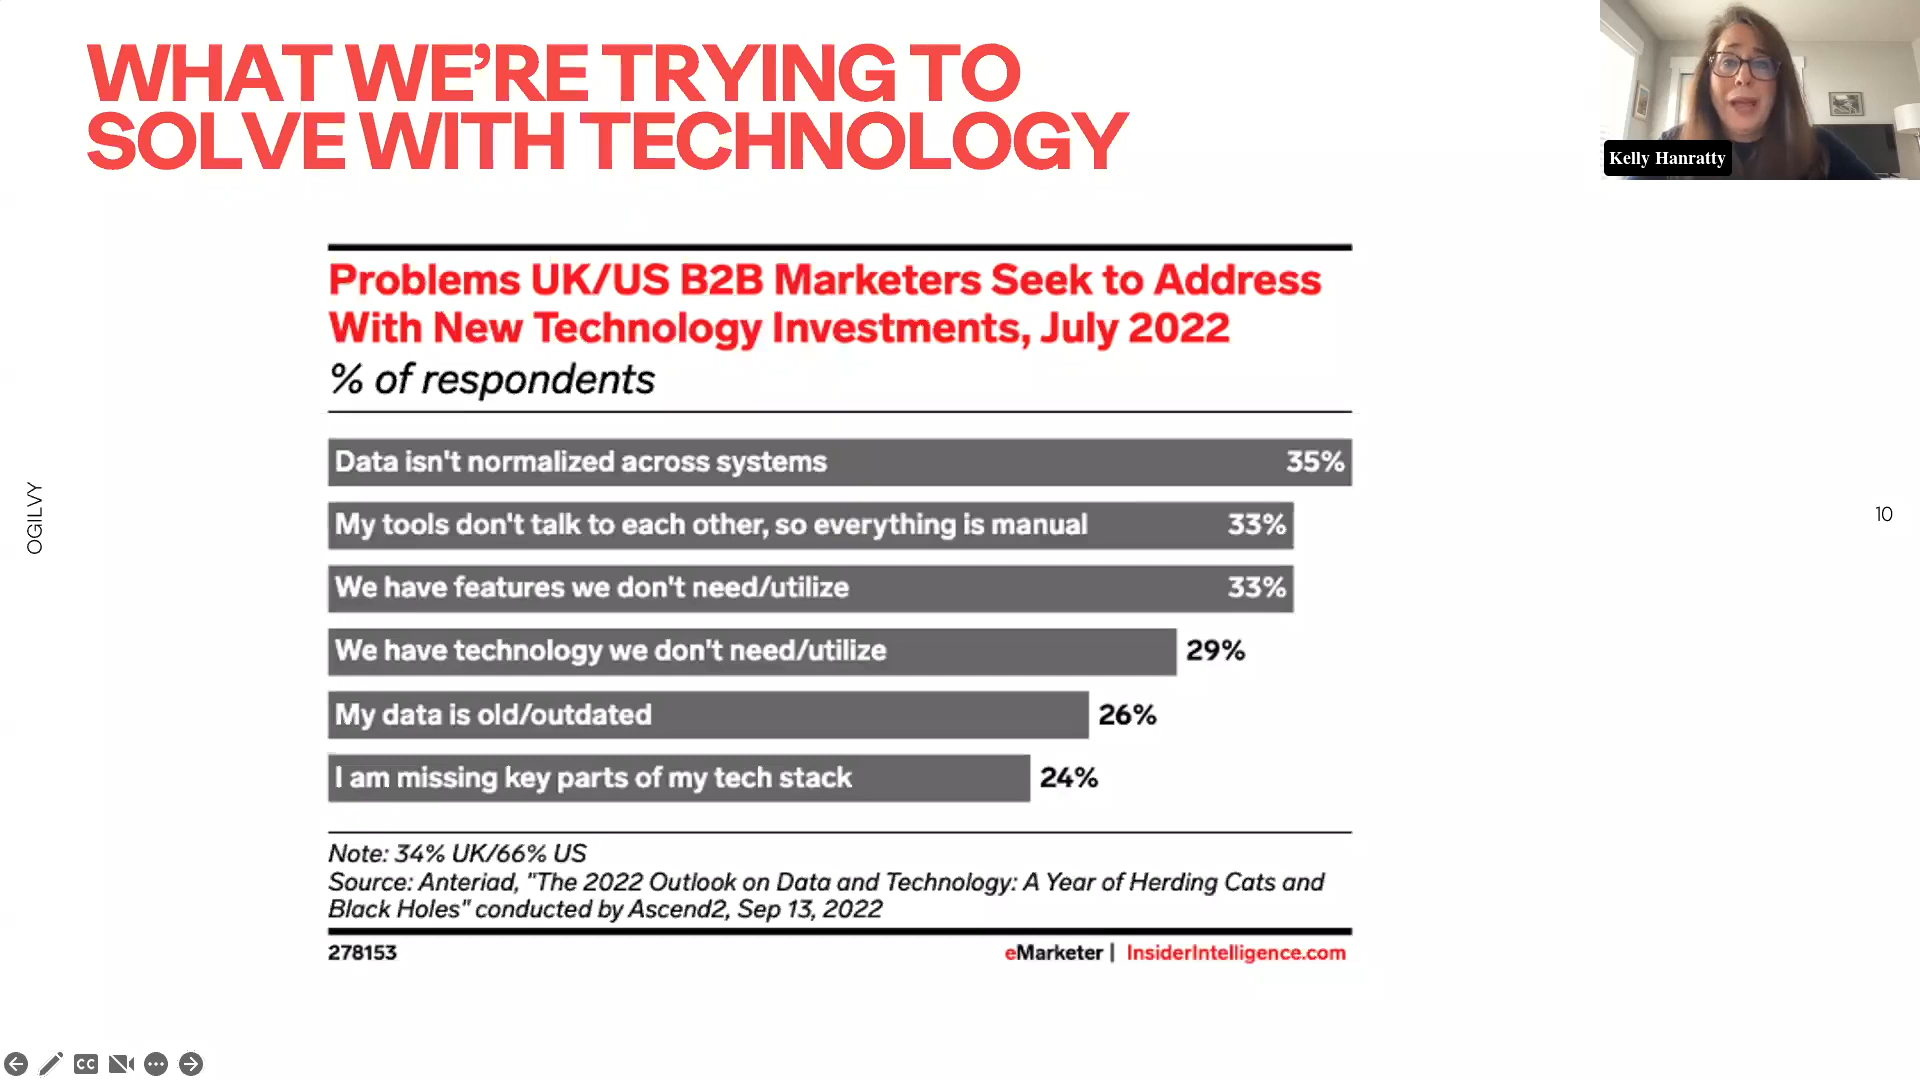 WHAT WE'RE TRYING TO
SOLVE WITH TECHNOLOGY
Kelly Hanratty
Problems UK/US B2B Marketers Seek to Address
With New Technology Investments, July 2022
% of respondents
Data isn't normalized across systems 35%
My tools don't talk to each other, so everything is manual 33%
We have features we don't need/utilize 33%
We have technology we don't need/utilize 29%
My data is old/outdated 26%
I am missing key parts of my tech stack 24%
Note: 34% UK/66% US
Source: Anteriad, "The 2022 Outlook on Data and Technology: A Year of Herding Cats and
Black Holes" conducted by Ascend2, Sep 13, 2022
278153
eMarketer | InsiderIntelligence.com
OGILVY
10
CC